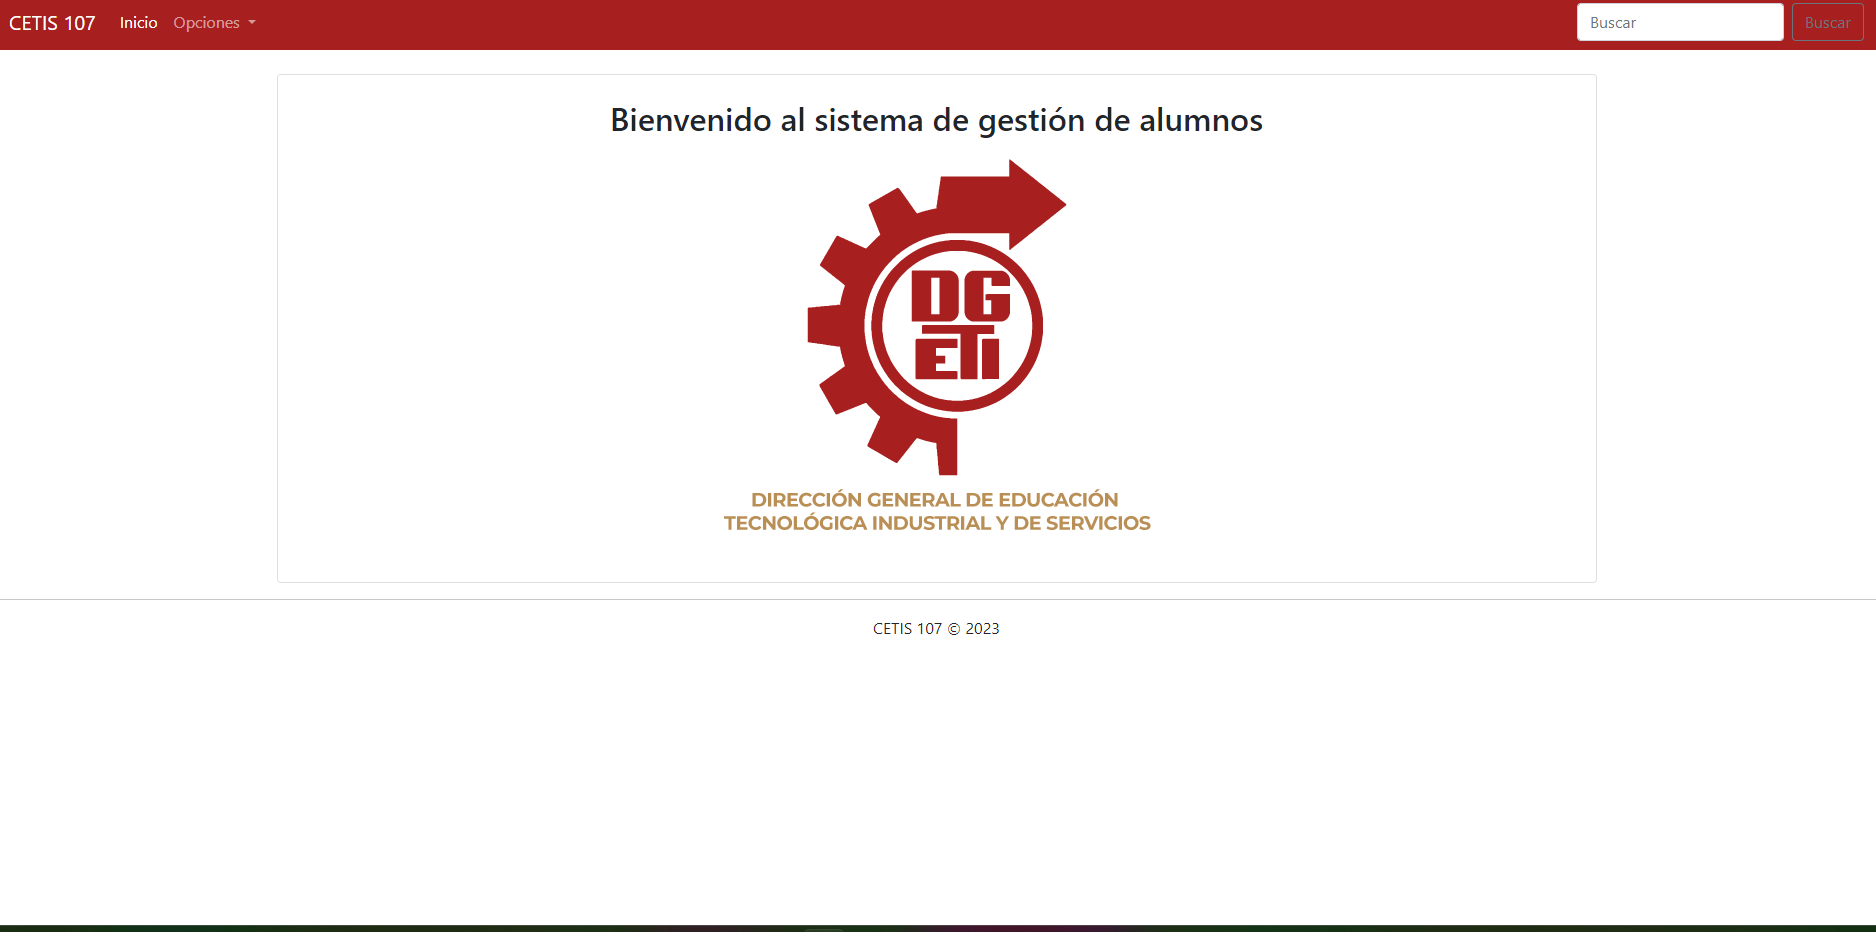 CETIS 107 Inicio Opciones Buscar Buscar
Bienvenido al sistema de gestión de alumnos
DG
ETI
DIRECCIÓN GENERAL DE EDUCACIÓN
TECNOLÓGICA INDUSTRIAL Y DE SERVICIOS
CETIS 107 © 2023